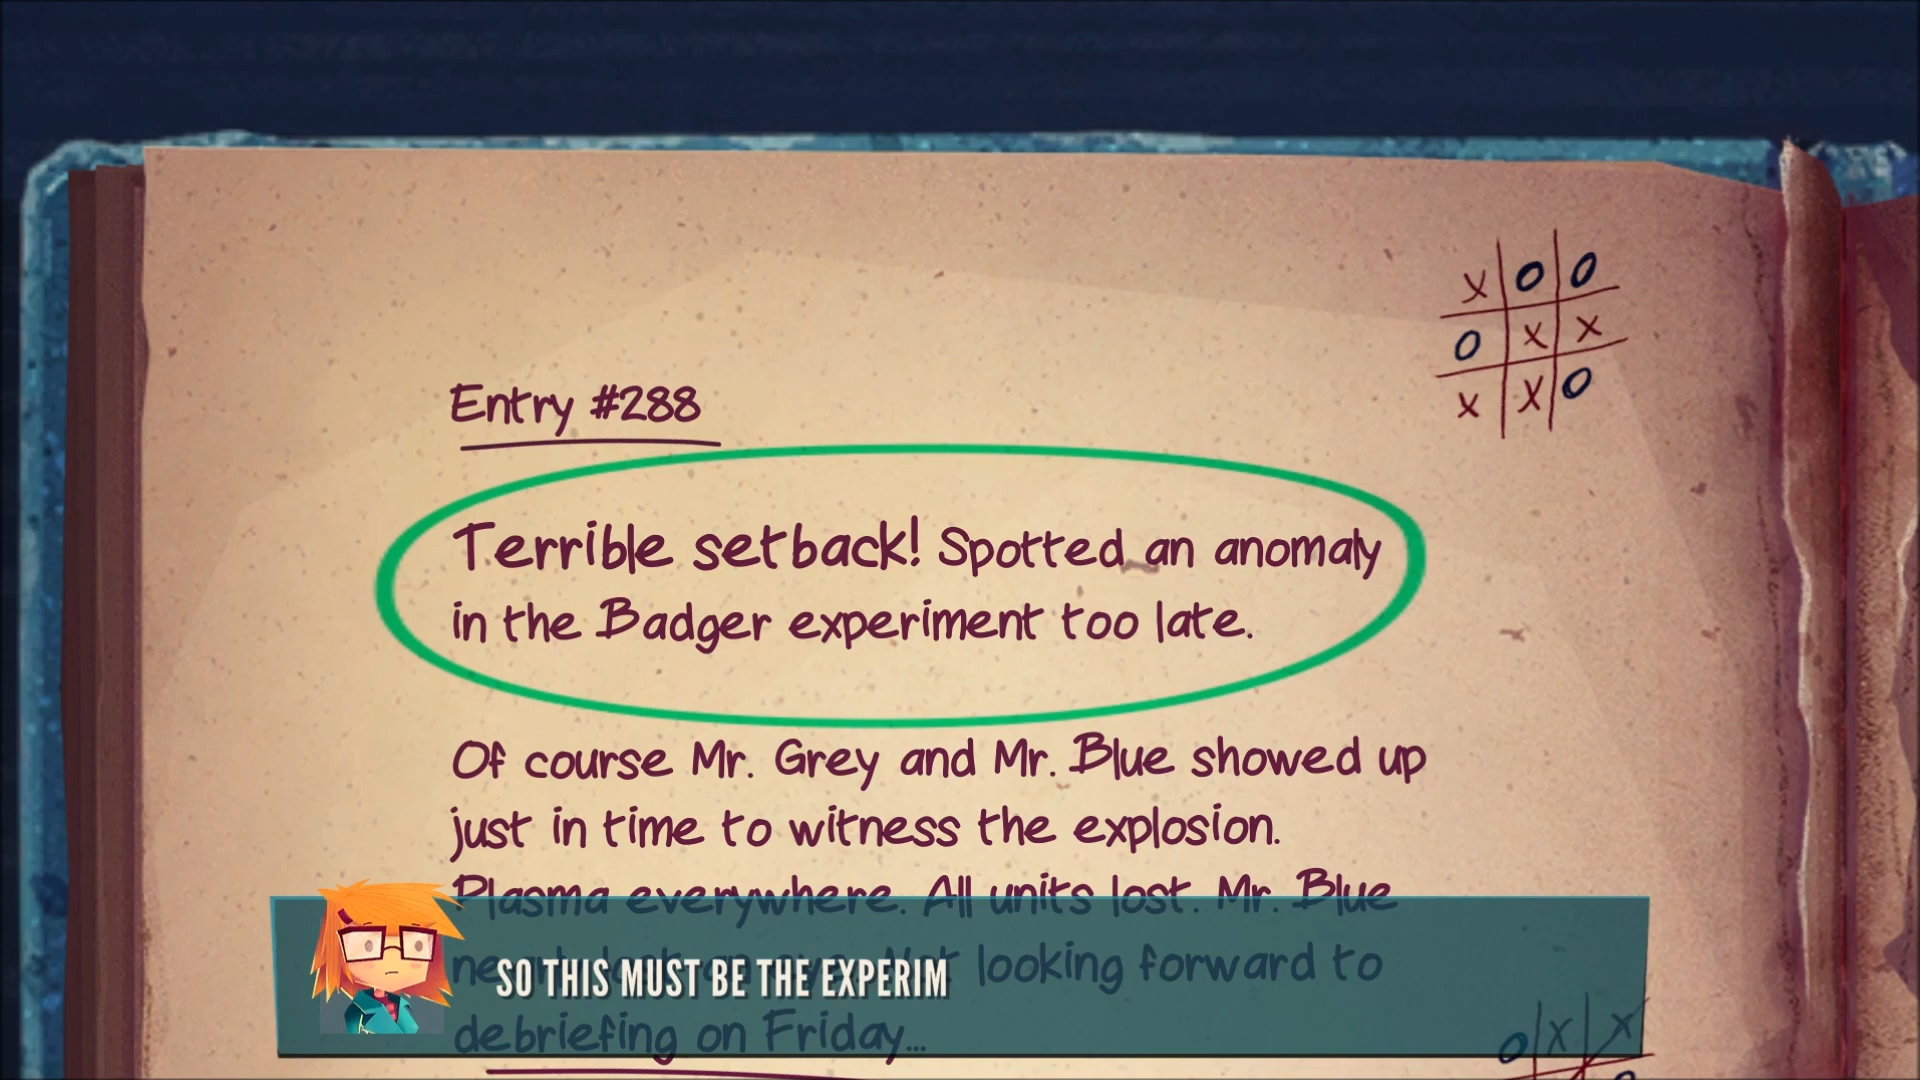 X O O
O X X
X X O
Entry #288
Terrible setback! Spotted an anomaly
in the Badger experiment too late.
Of course Mr. Grey and Mr. Blue showed up
just in time to witness the explosion.
Plasma everywhere. All units lost. Mr. Blue
looking forward to
SO THIS MUST BE THE EXPERIM
debriefing on Friday...
O X X